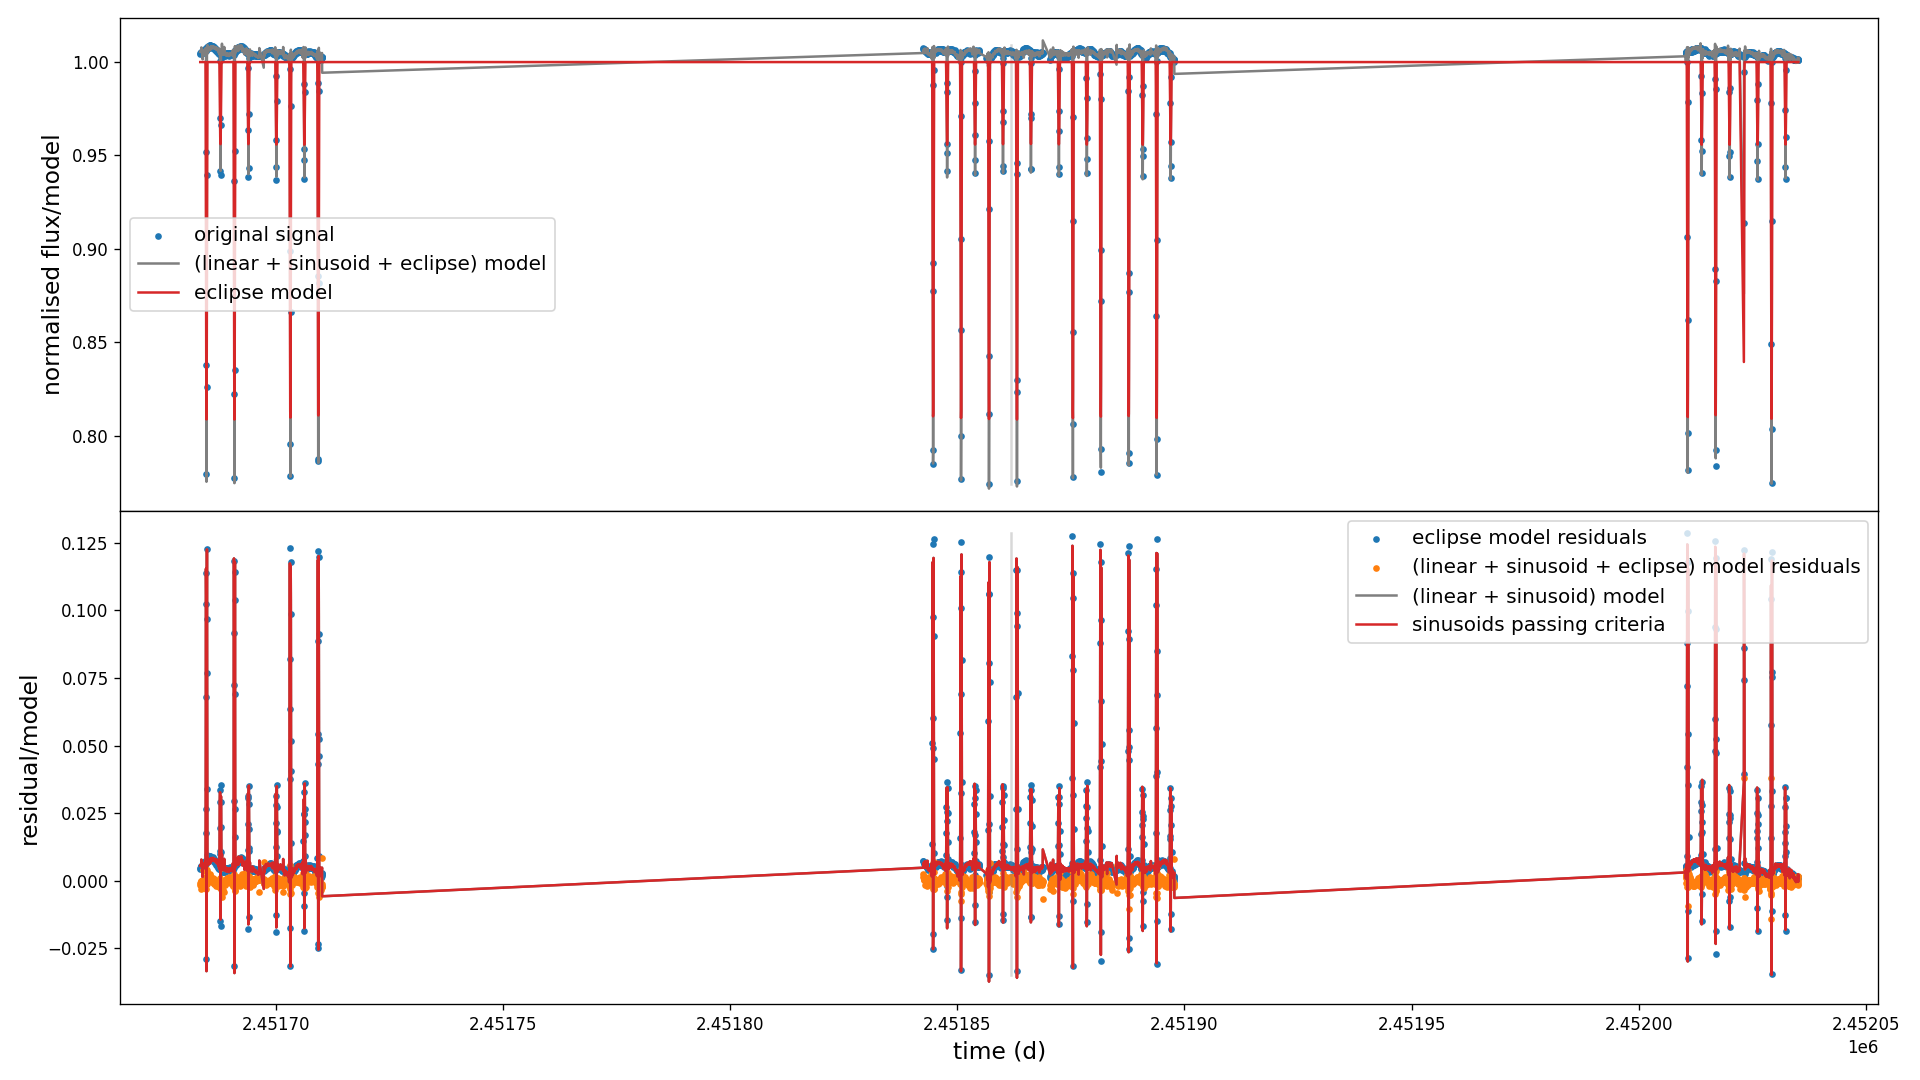 normalised flux/model
1.00
0.95
0.90
0.85
0.80
original signal
(linear + sinusoid + eclipse) model
eclipse model
residual/model
0.125
0.100
0.075
0.050
0.025
0.000
−0.025
eclipse model residuals
(linear + sinusoid + eclipse) model residuals
(linear + sinusoid) model
sinusoids passing criteria
2.45170 2.45175 2.45180 2.45185 2.45190 2.45195 2.45200 2.45205
time (d)
1e6